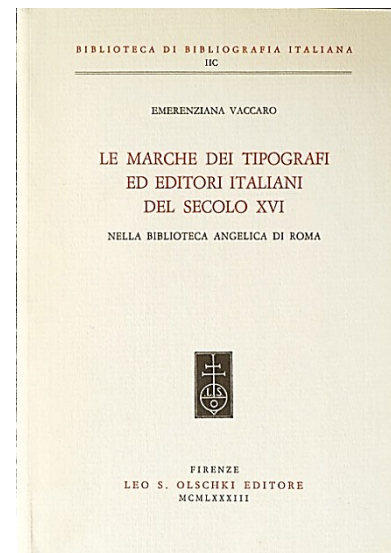 BIBLIOTECA DI BIBLIOGRAFIA ITALIANA
IIC
EMERENZIANA VACCARO
LE MARCHE DEI TIPOGRAFI
ED EDITORI ITALIANI
DEL SECOLO XVI
NELLA BIBLIOTECA ANGELICA DI ROMA
L S
O
FIRENZE
LEO S. OLSCHKI EDITORE
MCMLXXXIII